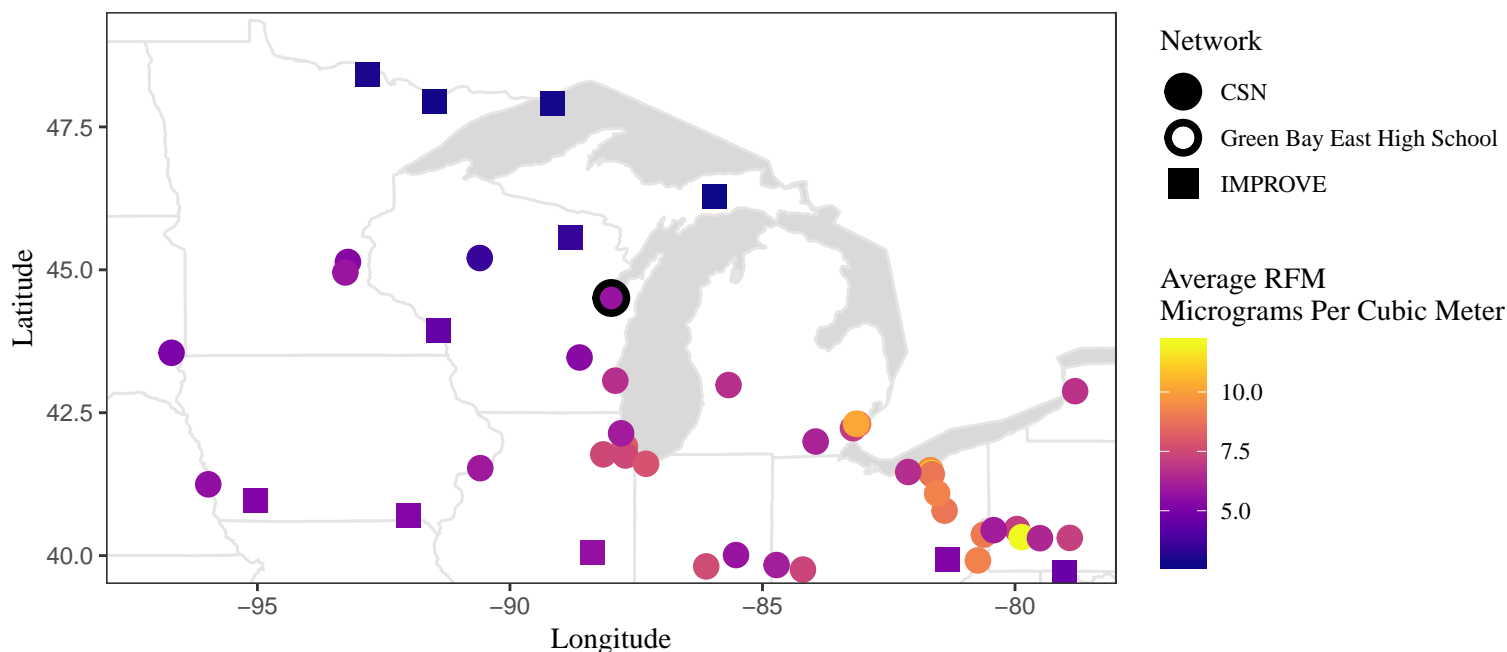 47.5
45.0
42.5
40.0
Latitude
−95
−90
−85
−80
Longitude
Network
CSN
Green Bay East High School
IMPROVE
Average RFM
Micrograms Per Cubic Meter
10.0
7.5
5.0